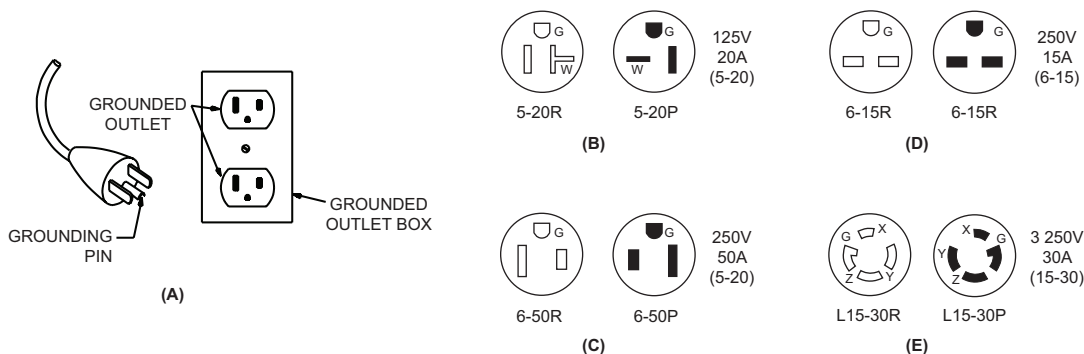 GROUNDED
OUTLET
GROUNDING
PIN
GROUNDED
OUTLET BOX
(A)
G
W
5-20R
G
W
5-20P
125V
20A
(5-20)
(B)
G
6-50R
G
6-50P
250V
50A
(5-20)
(C)
G
6-15R
G
6-15R
250V
15A
(6-15)
(D)
G
X
Z
Y
L15-30R
X
G
Y
Z
L15-30P
3 250V
30A
(15-30)
(E)